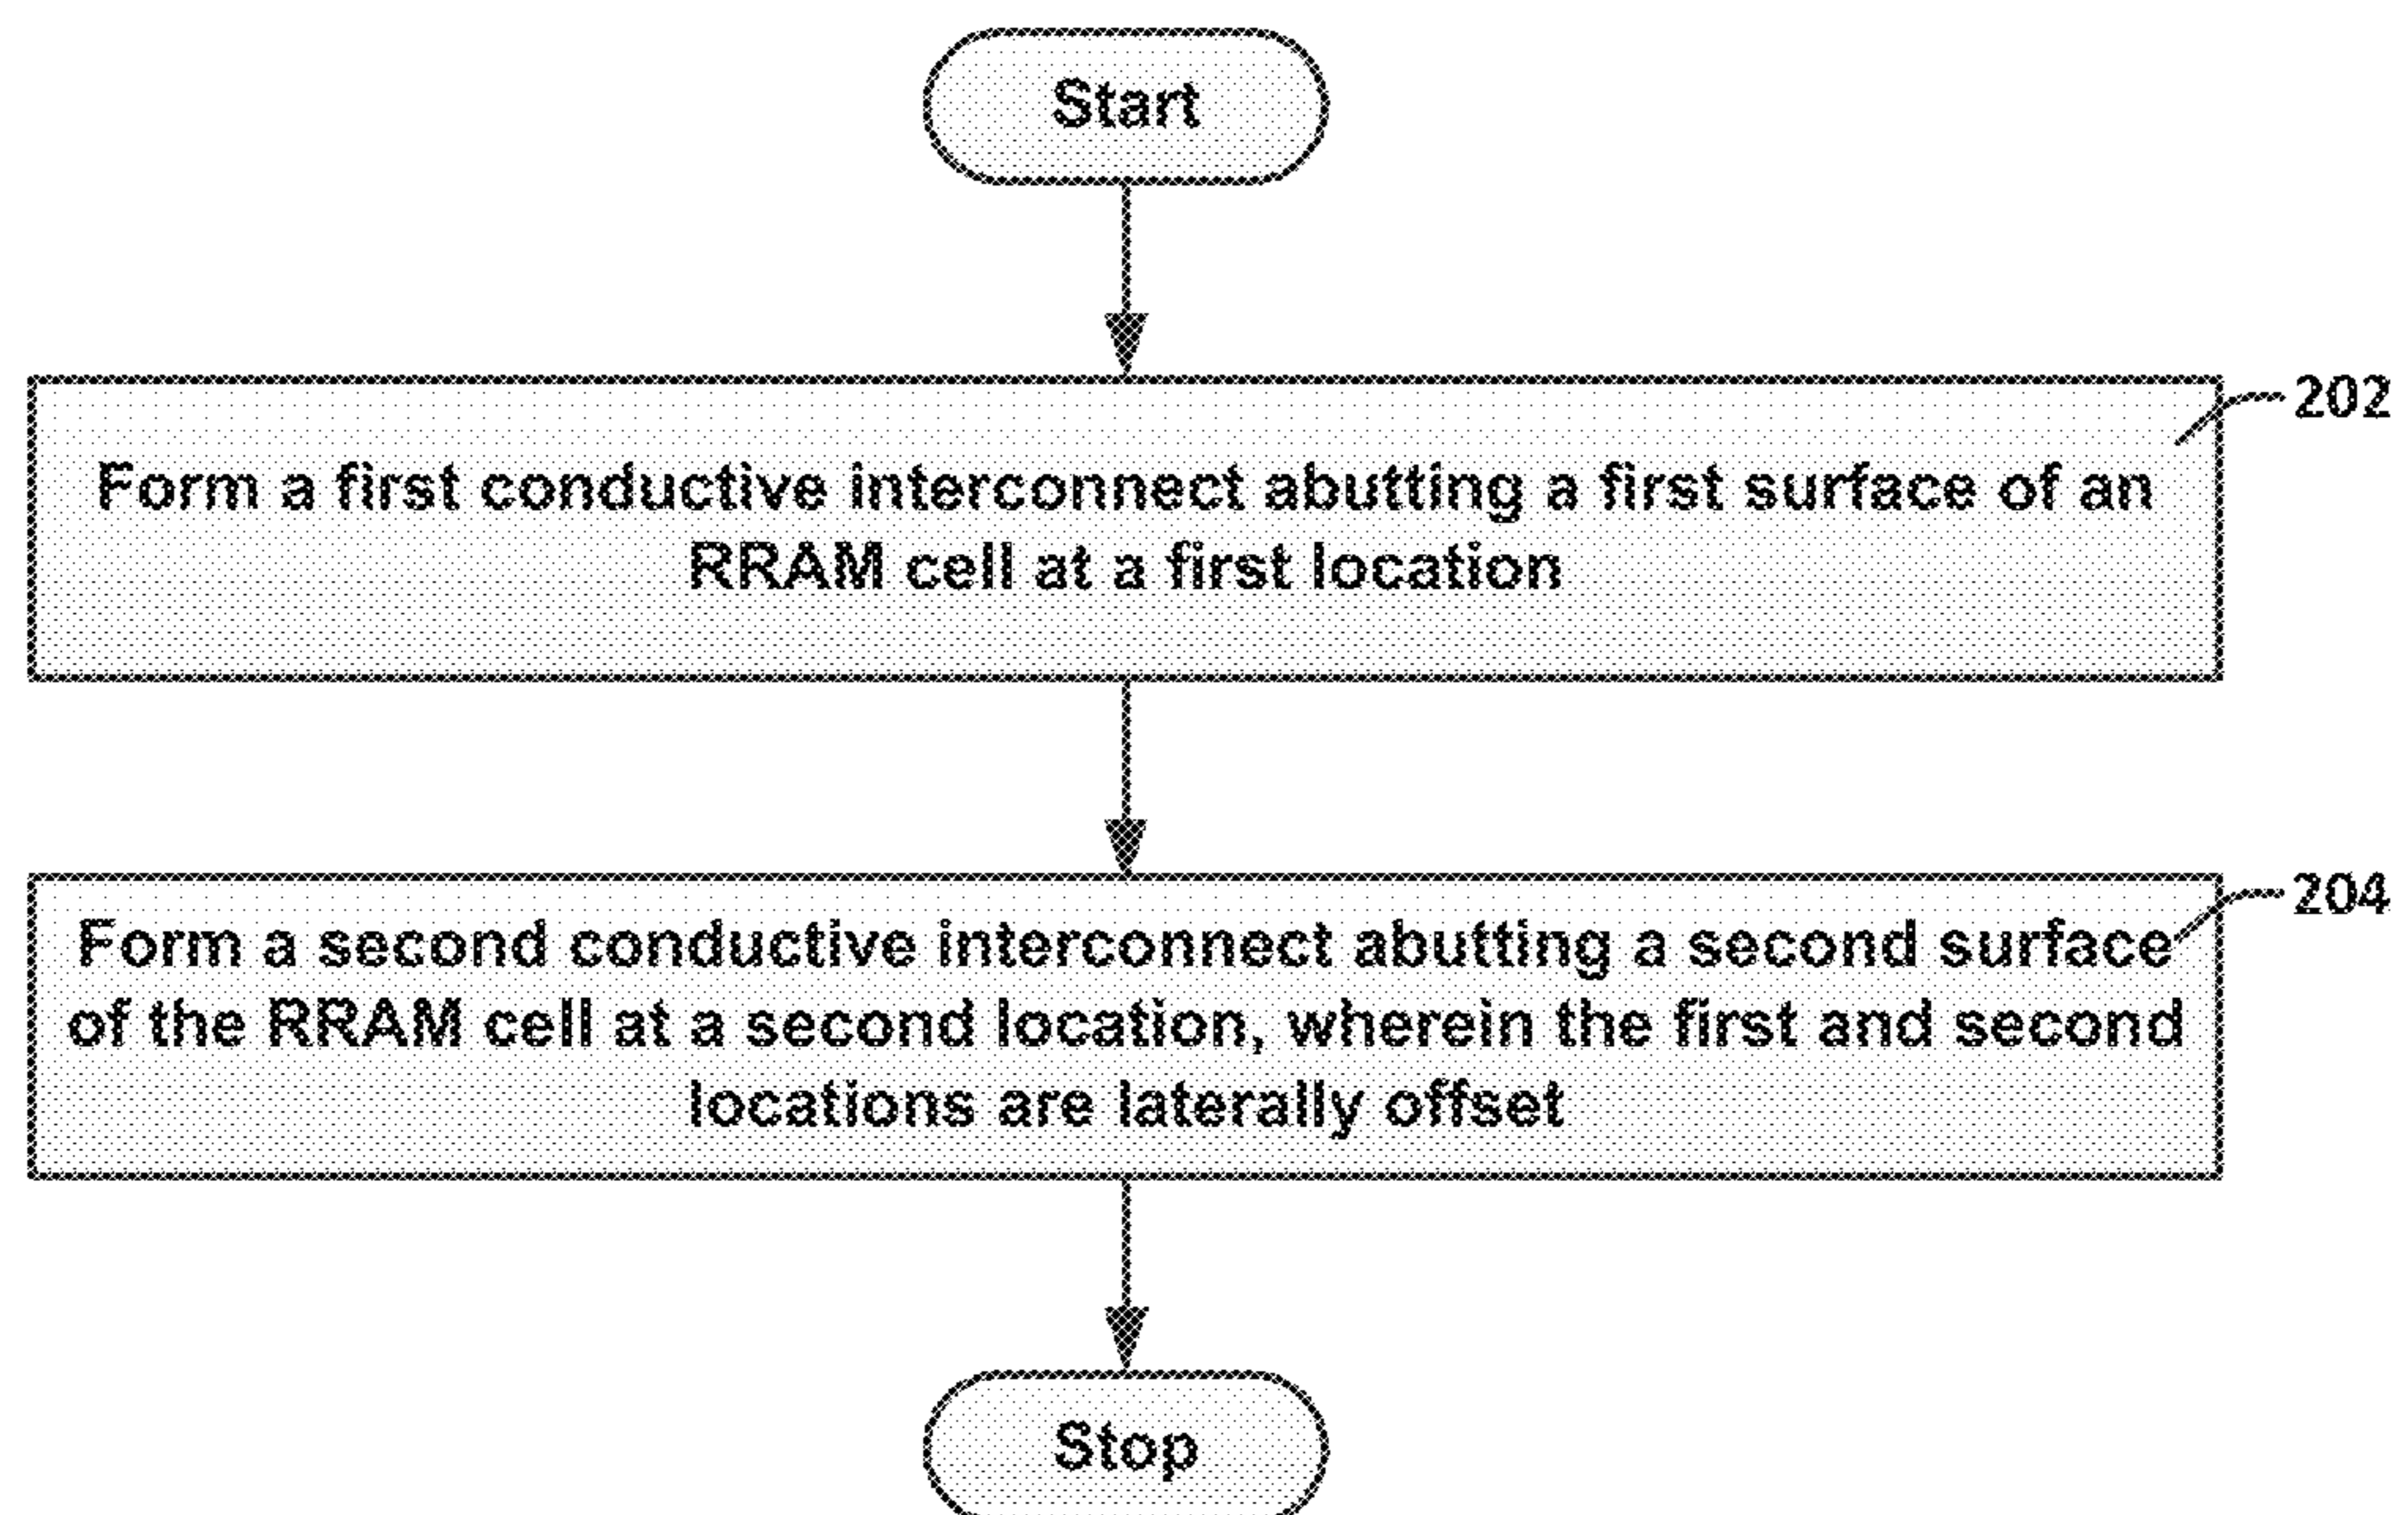 Start
202
Form a first conductive interconnect abutting a first surface of an
RRAM cell at a first location
204
Form a second conductive interconnect abutting a second surface
of the RRAM cell at a second location, wherein the first and second
locations are laterally offset
Stop